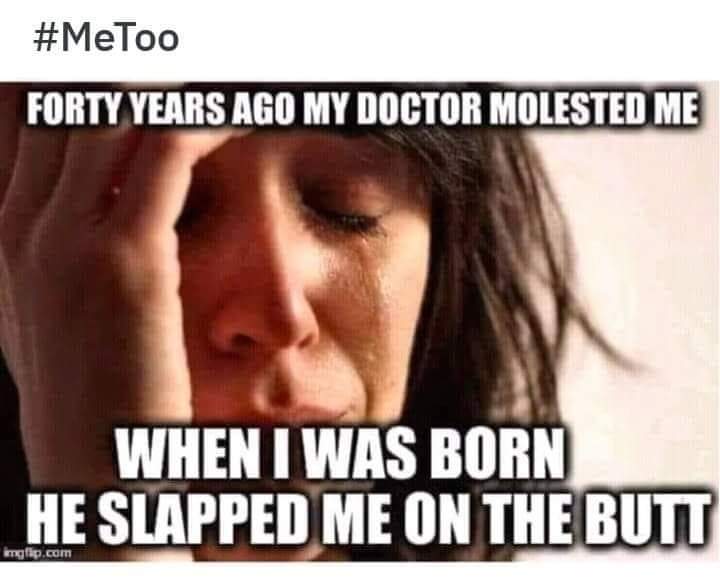 #MeToo
FORTY YEARS AGO MY DOCTOR MOLESTED ME
WHEN I WAS BORN
HE SLAPPED ME ON THE BUTT
imgflip.com